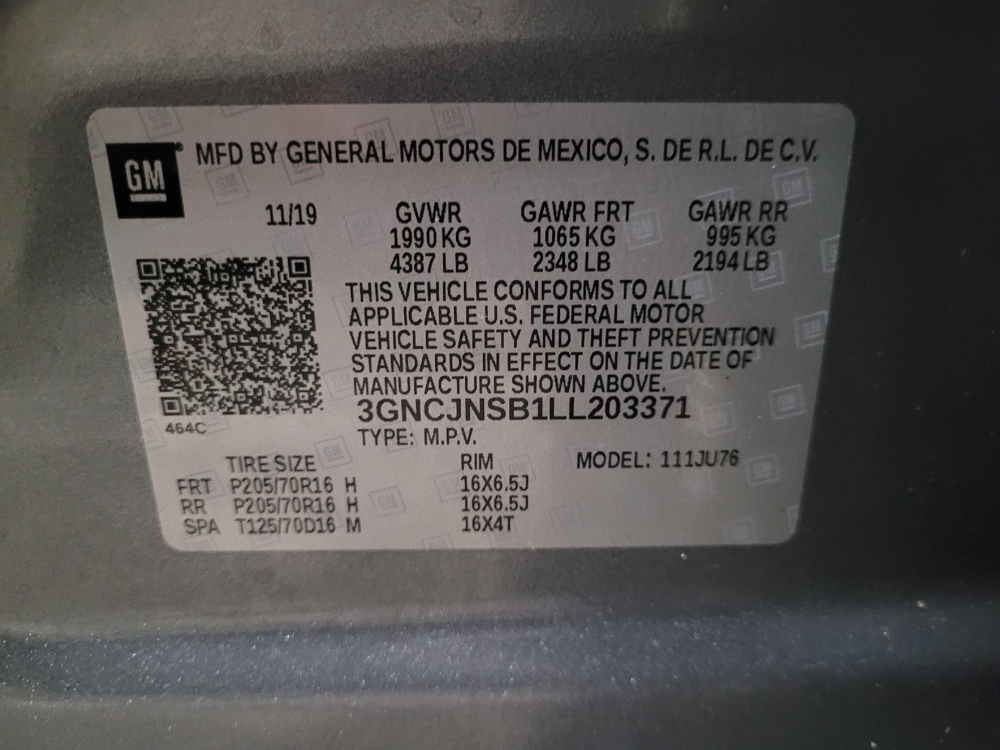 GM
MFD BY GENERAL MOTORS DE MEXICO, S. DE R.L. DE C.V.
11/19 GVWR GAWR FRT GAWR RR
1990 KG 1065 KG 995 KG
4387 LB 2348 LB 2194 LB
THIS VEHICLE CONFORMS TO ALL
APPLICABLE U.S. FEDERAL MOTOR
VEHICLE SAFETY AND THEFT PREVENTION
STANDARDS IN EFFECT ON THE DATE OF
MANUFACTURE SHOWN ABOVE.
3GNCJNSB1LL203371
464C
TYPE: M.P.V.
TIRE SIZE RIM MODEL: 111JU76
FRT P205/70R16 H 16X6.5J
RR P205/70R16 H 16X6.5J
SPA T125/70D16 M 16X4T